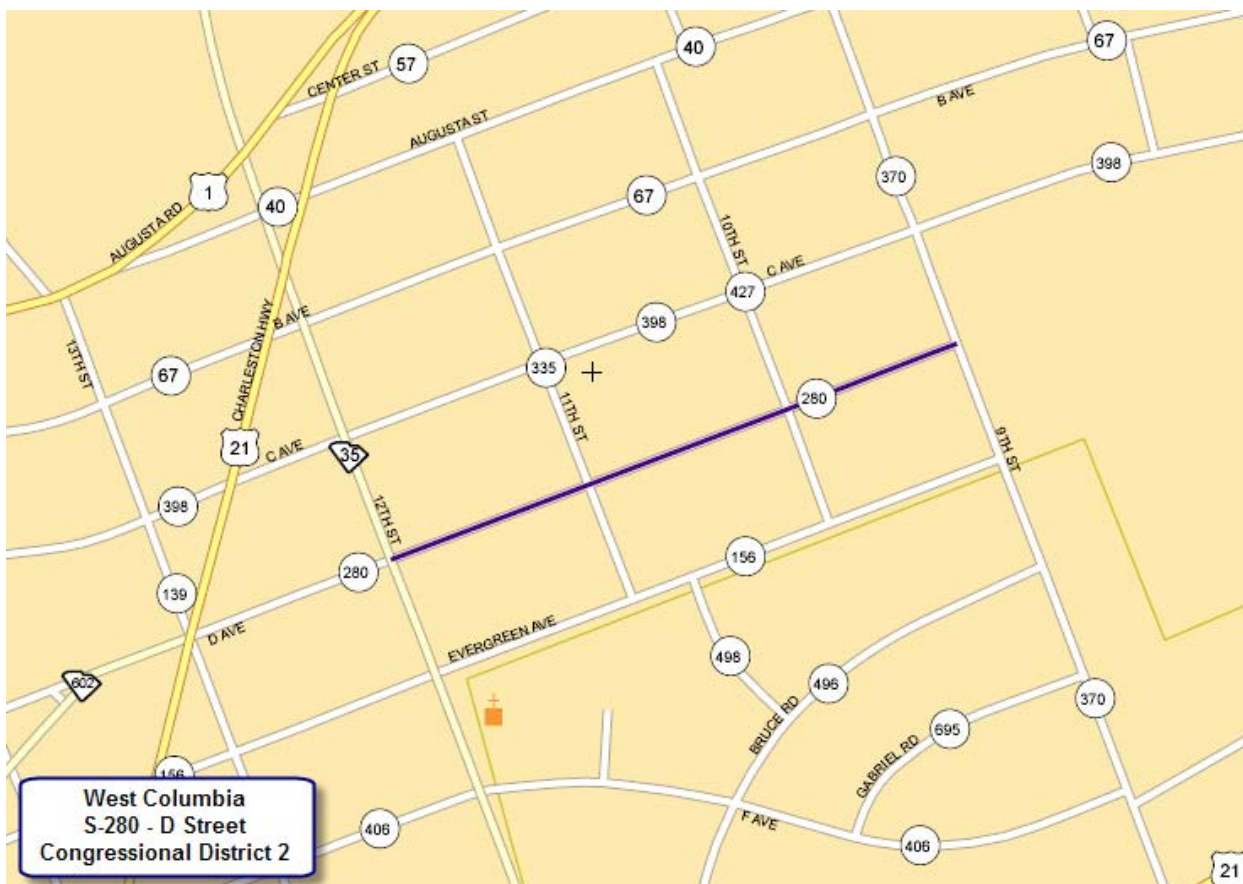 CENTER ST
57
40
67
AUGUSTA ST
B AVE
1
40
67
370
398
AUGUSTA RD
10TH ST
C AVE
427
CHARLESTON HWY
B AVE
398
13TH ST
67
335
280
11TH ST
21
C AVE
35
9TH ST
398
12TH ST
280
156
139
D AVE
EVERGREEN AVE
498
496
602
BRUCE RD
370
695
GABRIEL RD
156
F AVE
406
406
21
West Columbia
S-280 - D Street
Congressional District 2